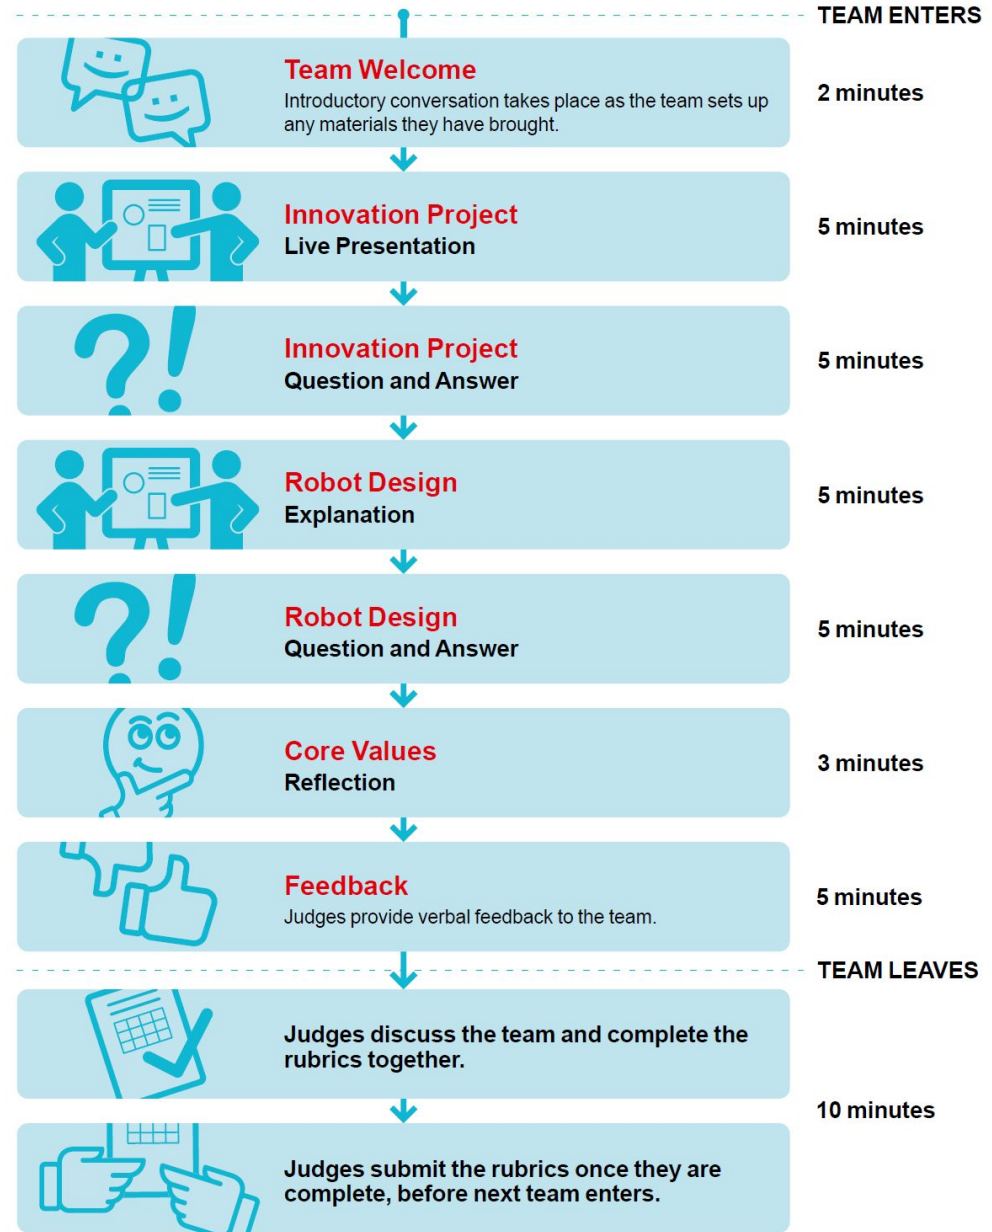 TEAM ENTERS
Team Welcome
Introductory conversation takes place as the team sets up
any materials they have brought.
2 minutes
Innovation Project
Live Presentation
5 minutes
Innovation Project
Question and Answer
5 minutes
Robot Design
Explanation
5 minutes
Robot Design
Question and Answer
5 minutes
Core Values
Reflection
3 minutes
Feedback
Judges provide verbal feedback to the team.
5 minutes
TEAM LEAVES
Judges discuss the team and complete the
rubrics together.
10 minutes
Judges submit the rubrics once they are
complete, before next team enters.